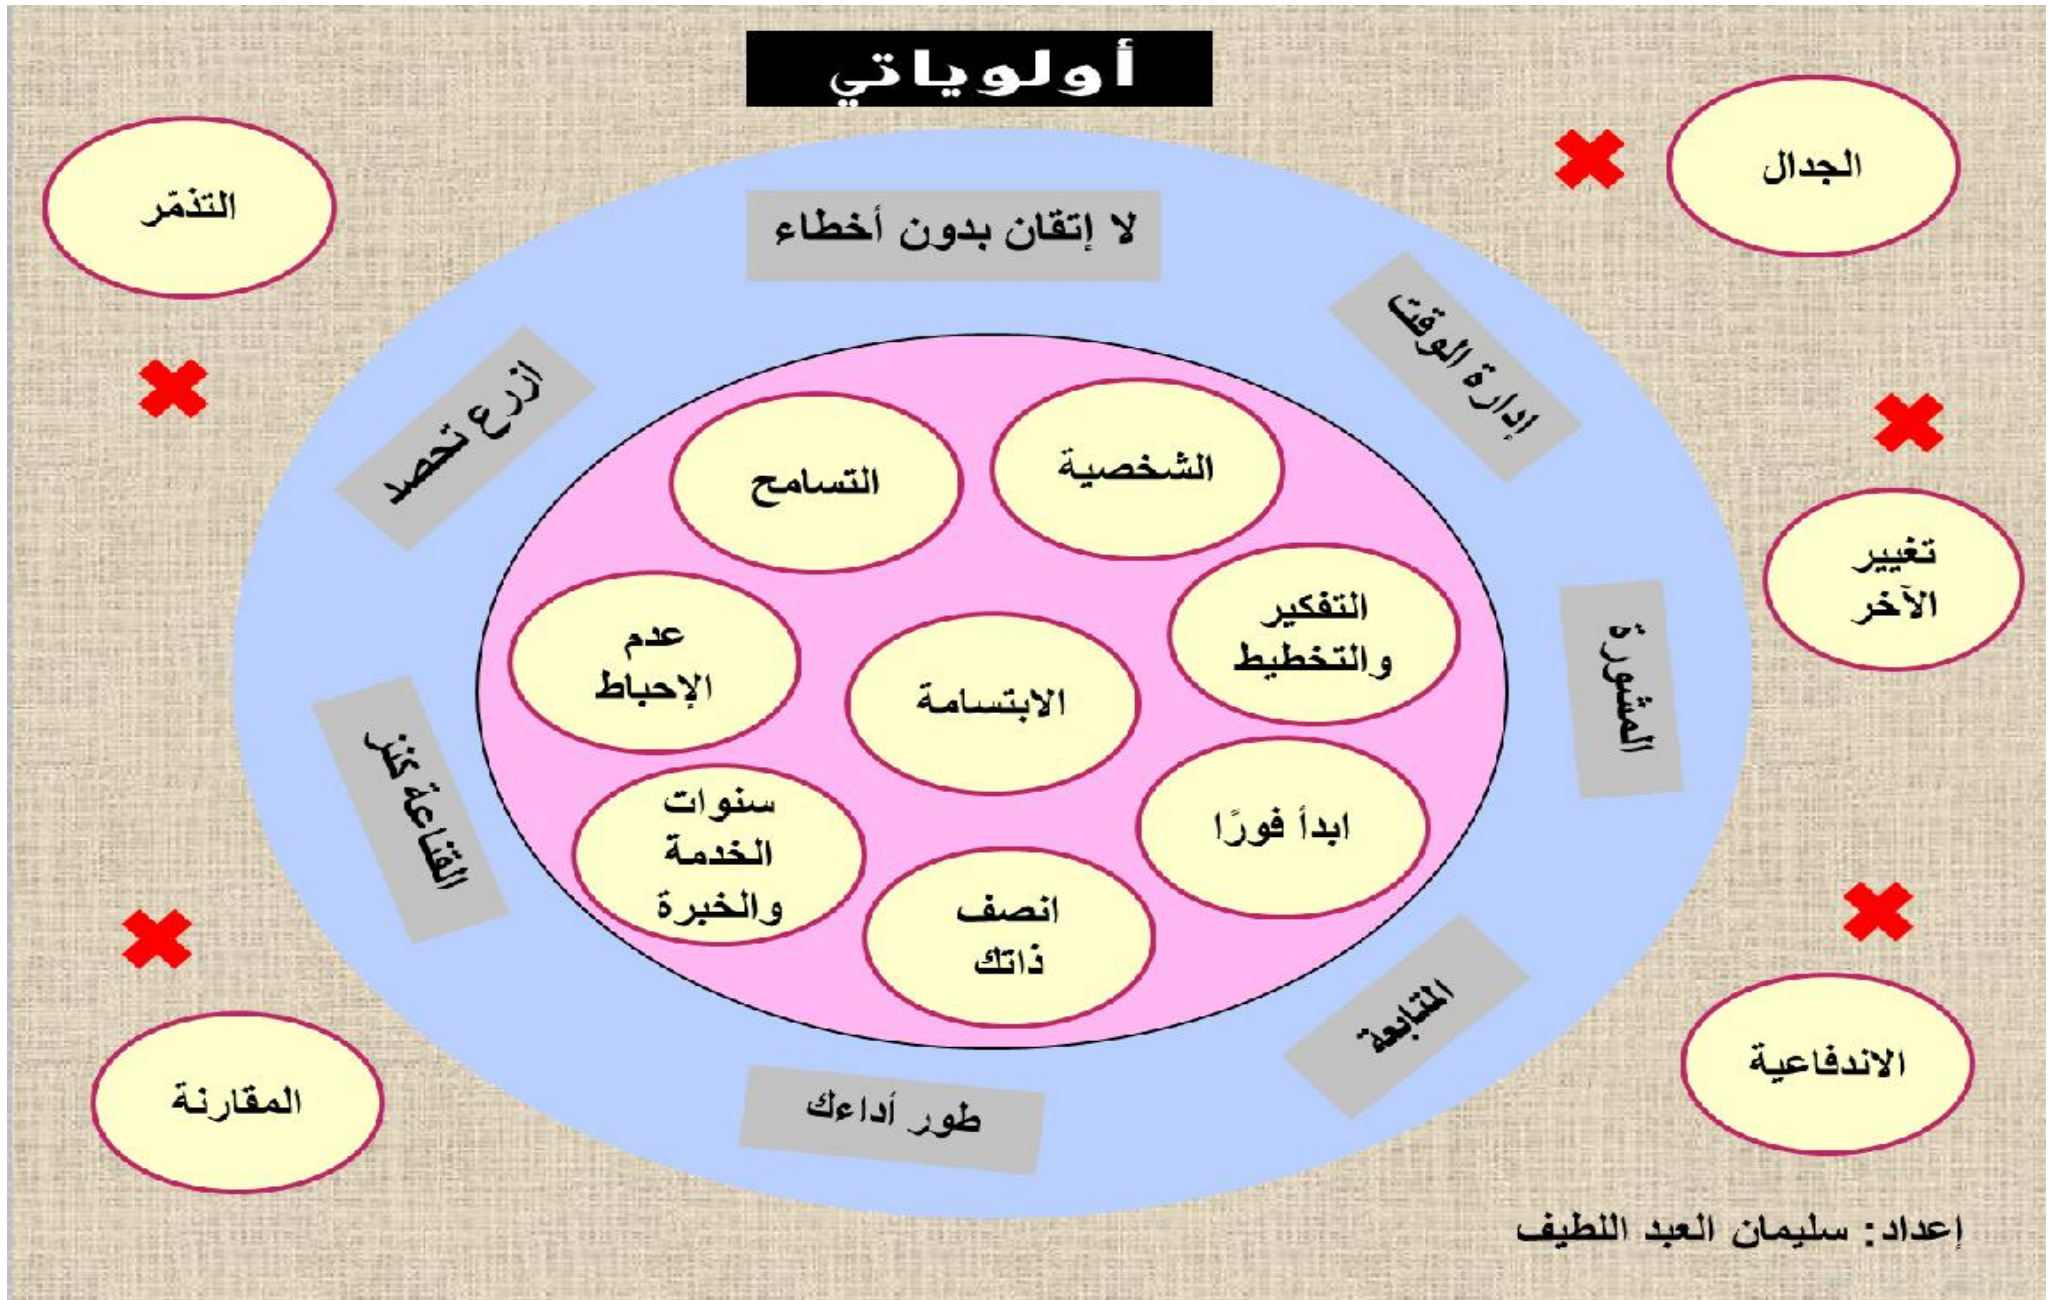 أولوياتي
الجدال
التذمّر
لا إتقان بدون أخطاء
إدارة الوقت
ازرع تحصد
الشخصية
التسامح
تغيير
الآخر
التفكير
والتخطيط
عدم
الإحباط
الابتسامة
المشورة
القناعة كنز
ابدأ فورًا
سنوات
الخدمة
والخبرة
انصف
ذاتك
المتابعة
الاندفاعية
المقارنة
طور أداءك
إعداد: سليمان العبد اللطيف